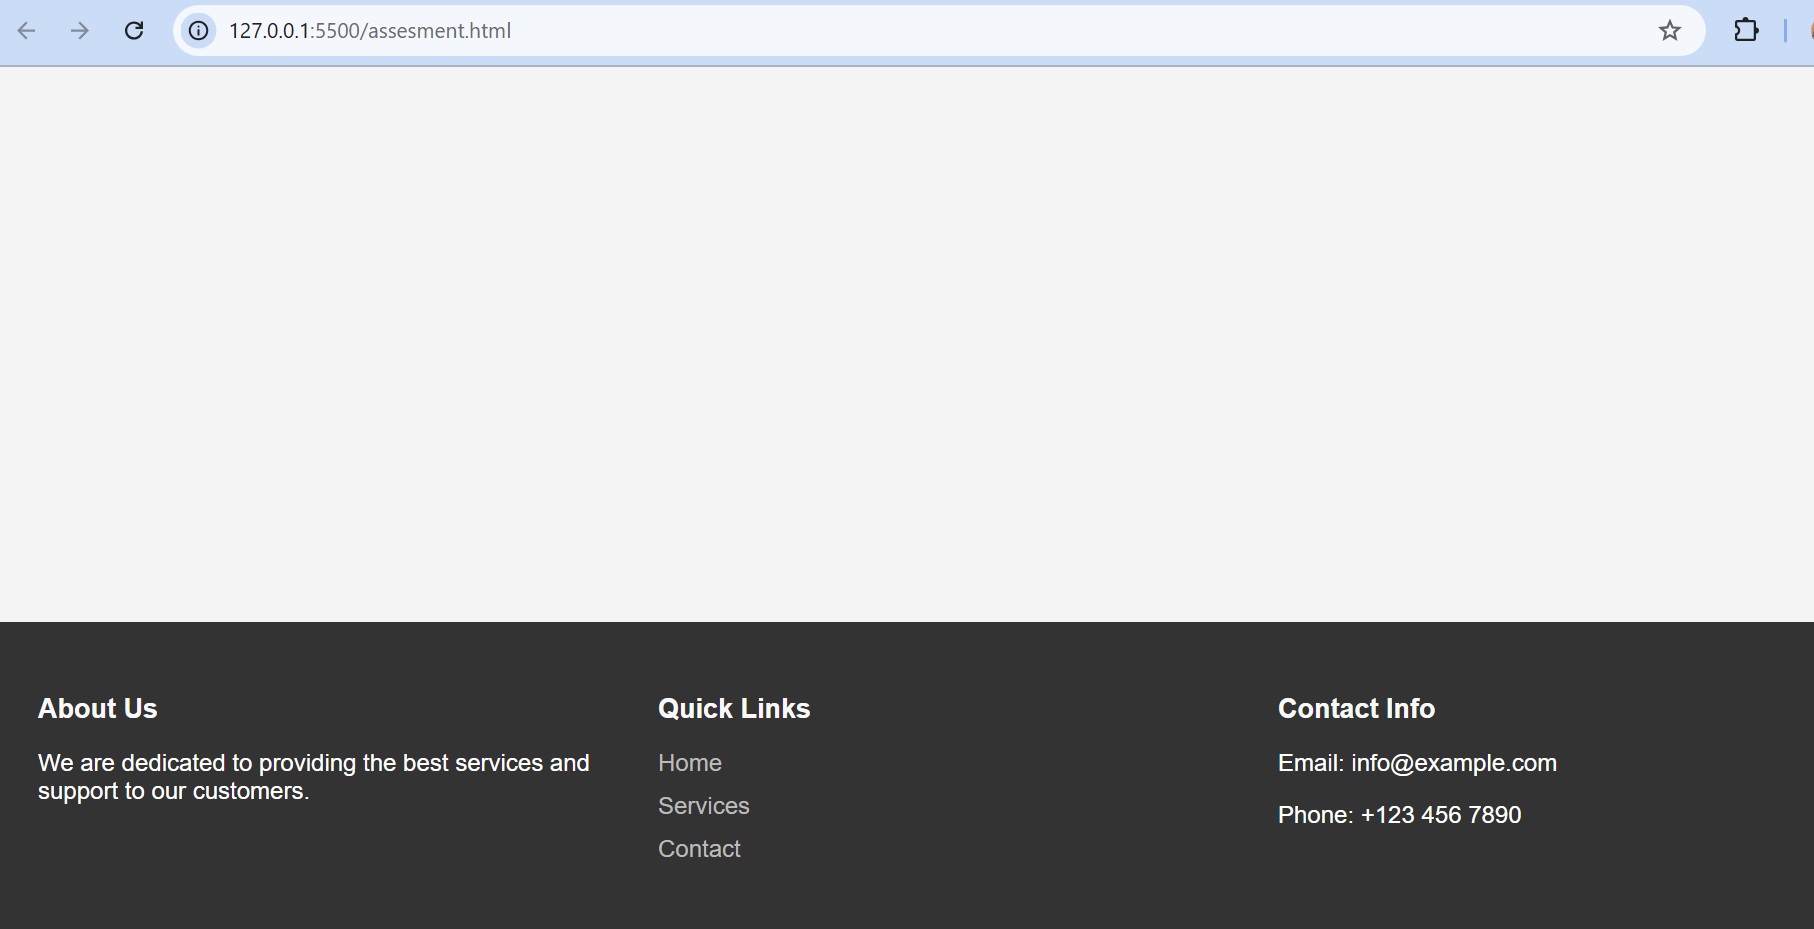 127.0.0.1:5500/assesment.html
About Us
We are dedicated to providing the best services and
support to our customers.
Quick Links
Home
Services
Contact
Contact Info
Email: info@example.com
Phone: +123 456 7890